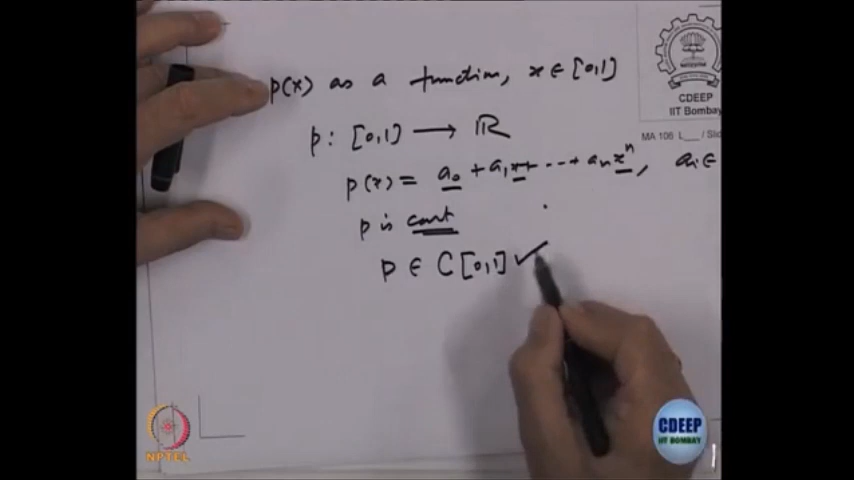 p(x) as a function, x ∈ [0,1]
p : [0,1] → ℝ
p(x) = a₀ + a₁x + ... + aₙxⁿ, aᵢ ∈
p is cont
p ∈ C[0,1] ✓
CDEEP
IIT Bombay
MA 106 L___ / Slid
NPTEL
CDEEP
IIT BOMBAY